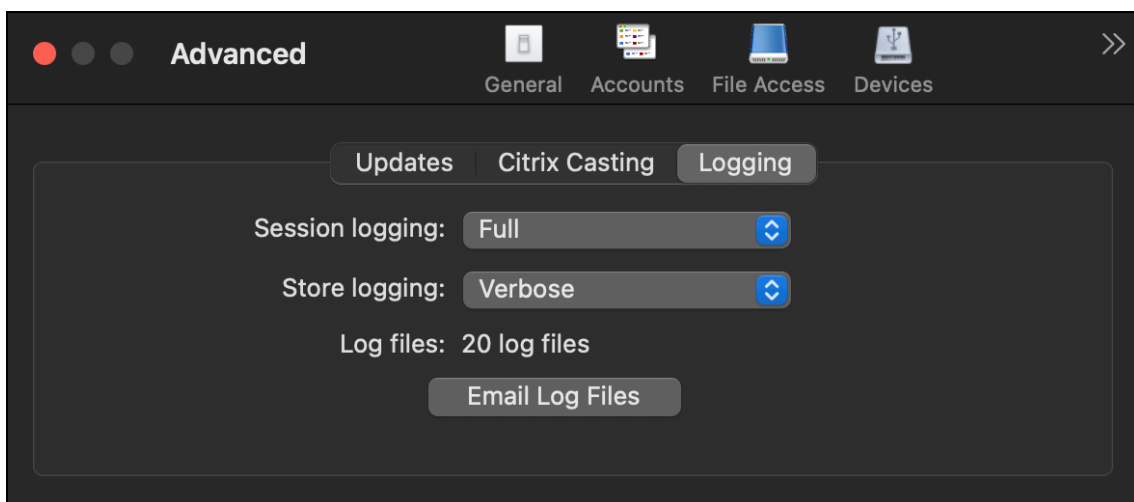 Advanced
General Accounts File Access Devices
Updates Citrix Casting Logging
Session logging: Full
Store logging: Verbose
Log files: 20 log files
Email Log Files